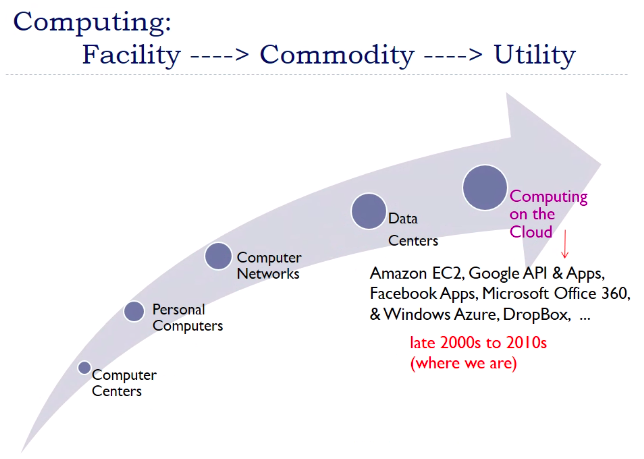 Computing:
Facility ----> Commodity ----> Utility
Computing
on the
Cloud
Data
Centers
Computer
Networks
Amazon EC2, Google API & Apps,
Facebook Apps, Microsoft Office 360,
& Windows Azure, DropBox, ...
Personal
Computers
late 2000s to 2010s
(where we are)
Computer
Centers